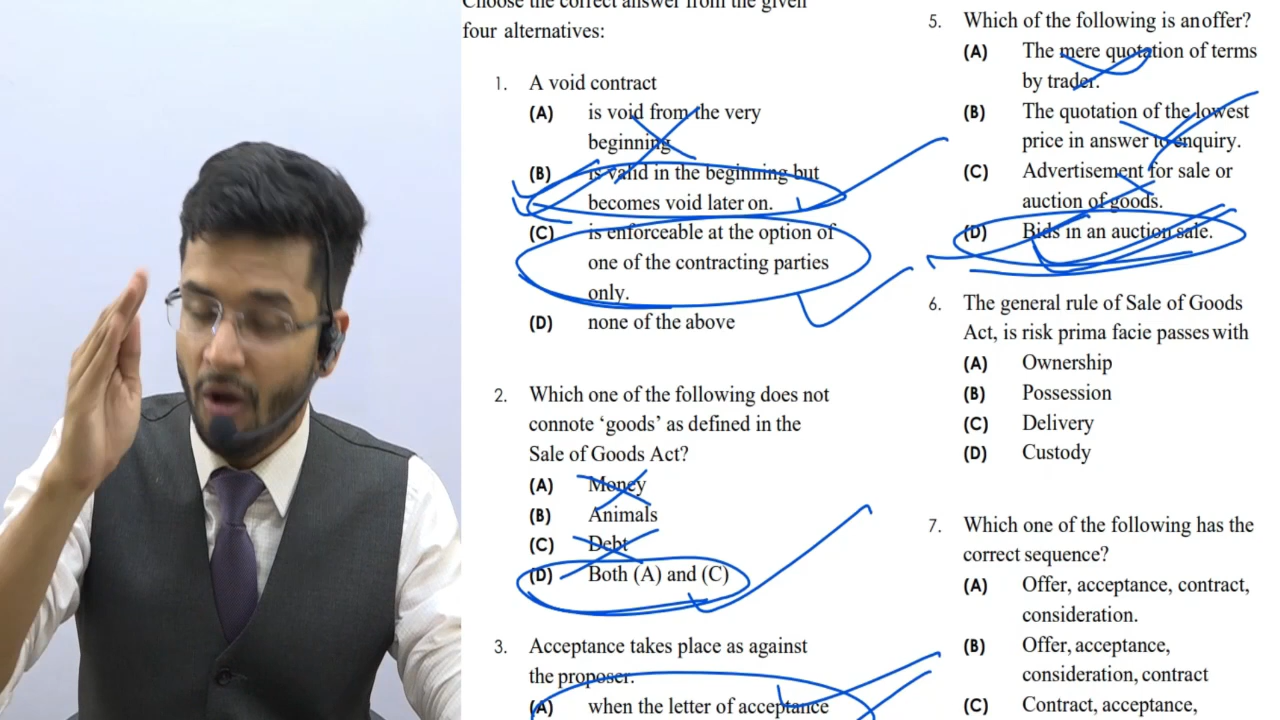 Choose the correct answer from the given
four alternatives:
1. A void contract
(A) is void from the very
beginning
(B) is valid in the beginning but
becomes void later on.
(C) is enforceable at the option of
one of the contracting parties
only.
(D) none of the above
2. Which one of the following does not
connote ‘goods’ as defined in the
Sale of Goods Act?
(A) Money
(B) Animals
(C) Debt
(D) Both (A) and (C)
3. Acceptance takes place as against
the proposer.
(A) when the letter of acceptance
5. Which of the following is anoffer?
(A) The mere quotation of terms
by trader.
(B) The quotation of the lowest
price in answer to enquiry.
(C) Advertisement for sale or
auction of goods.
(D) Bids in an auction sale.
6. The general rule of Sale of Goods
Act, is risk prima facie passes with
(A) Ownership
(B) Possession
(C) Delivery
(D) Custody
7. Which one of the following has the
correct sequence?
(A) Offer, acceptance, contract,
consideration.
(B) Offer, acceptance,
consideration, contract
(C) Contract, acceptance,